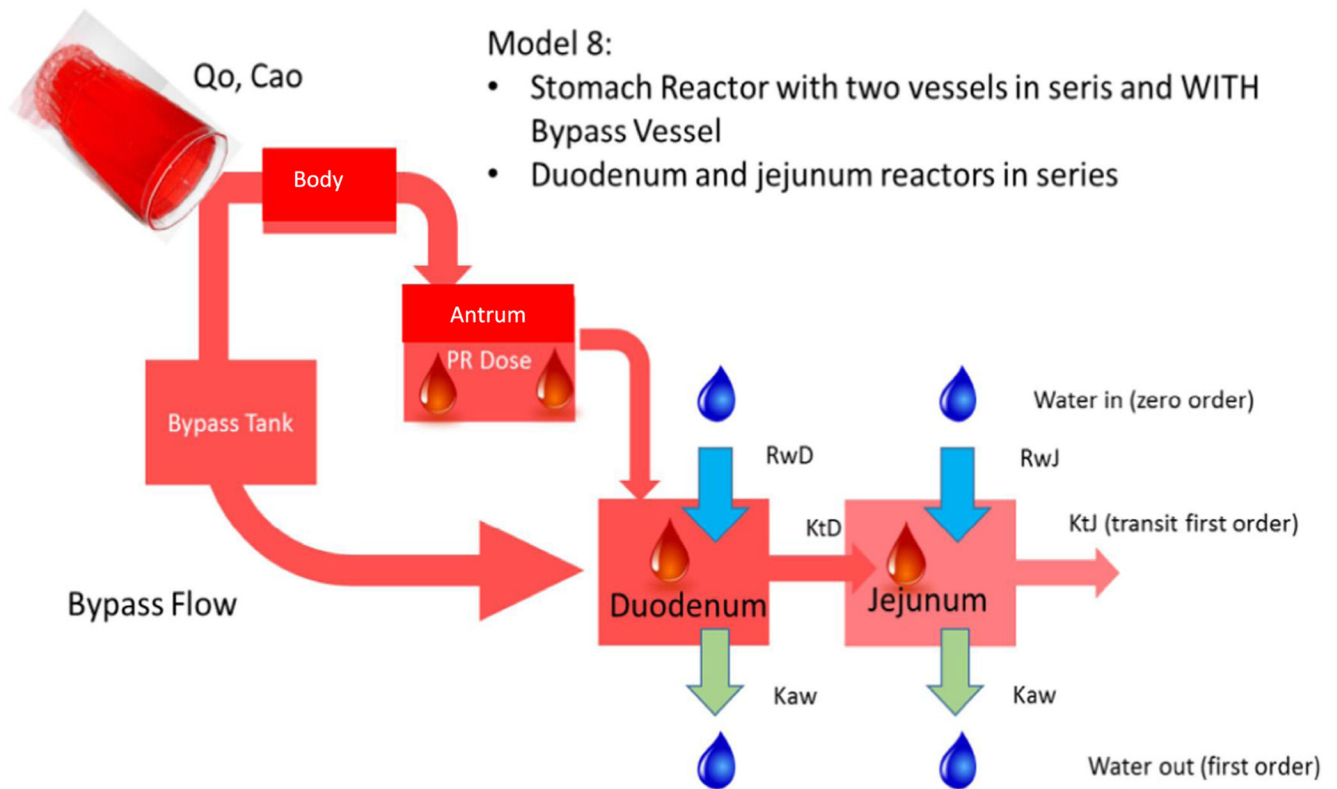 Model 8:
Qo, Cao
• Stomach Reactor with two vessels in seris and WITH
Bypass Vessel
• Duodenum and jejunum reactors in series
Body
Antrum
PR Dose
Bypass Tank
Water in (zero order)
RwD
RwJ
KtD
KtJ (transit first order)
Bypass Flow
Duodenum
Jejunum
Kaw
Kaw
Water out (first order)